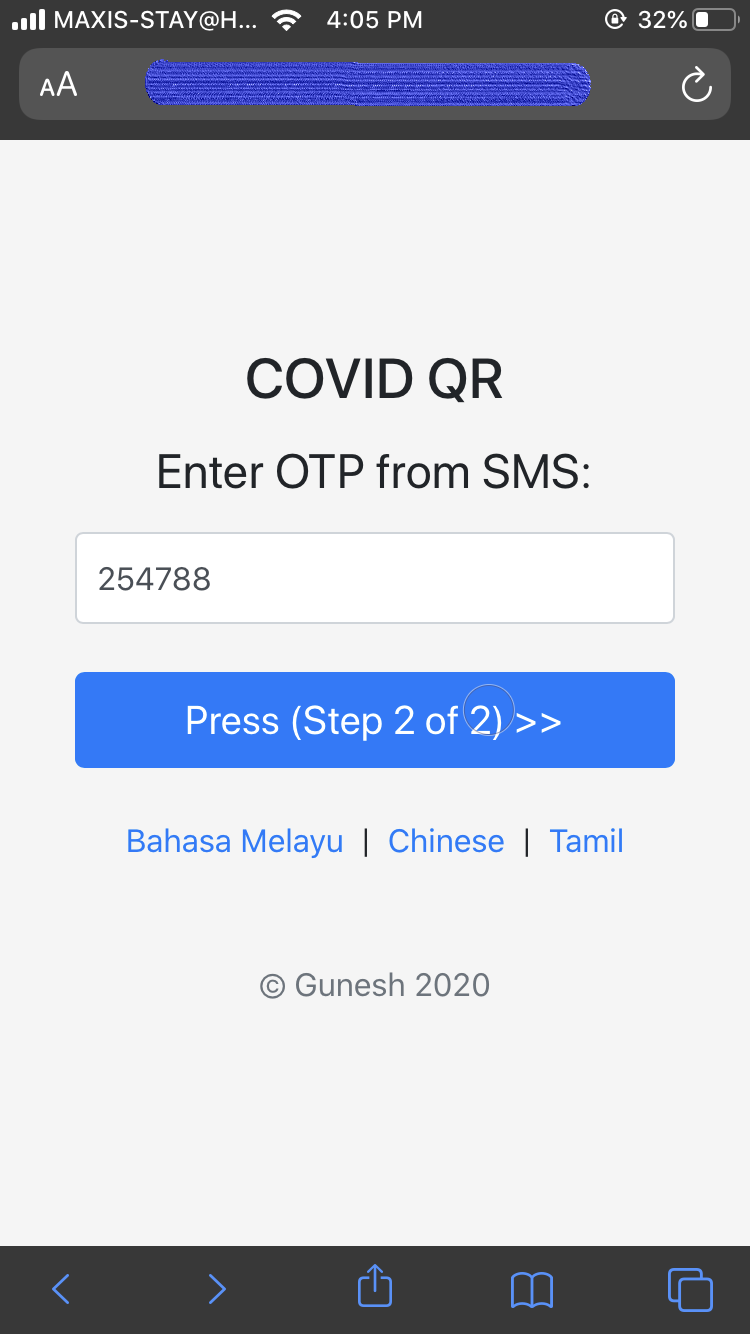 MAXIS-STAY@H... 4:05 PM 32%
AA
COVID QR
Enter OTP from SMS:
254788
Press (Step 2 of 2) >>
Bahasa Melayu | Chinese | Tamil
© Gunesh 2020